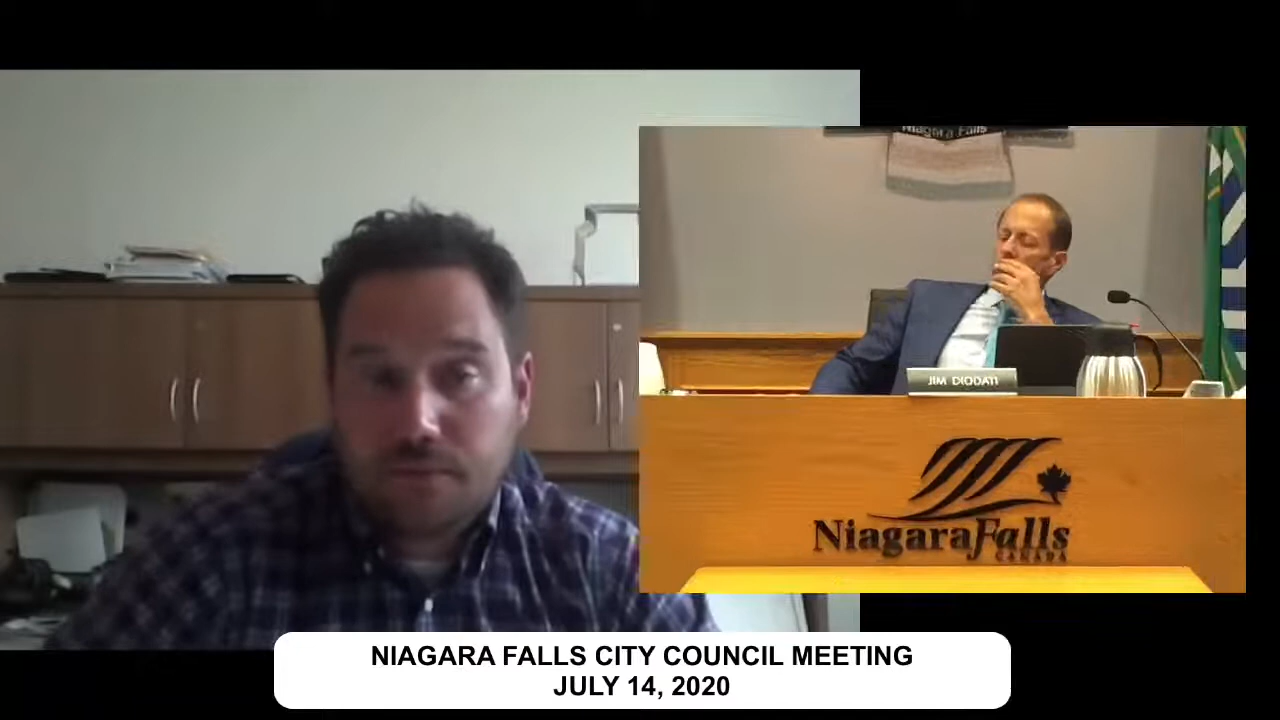 Niagara Falls
JIM DIODATI
NiagaraFalls
CANADA
NIAGARA FALLS CITY COUNCIL MEETING
JULY 14, 2020